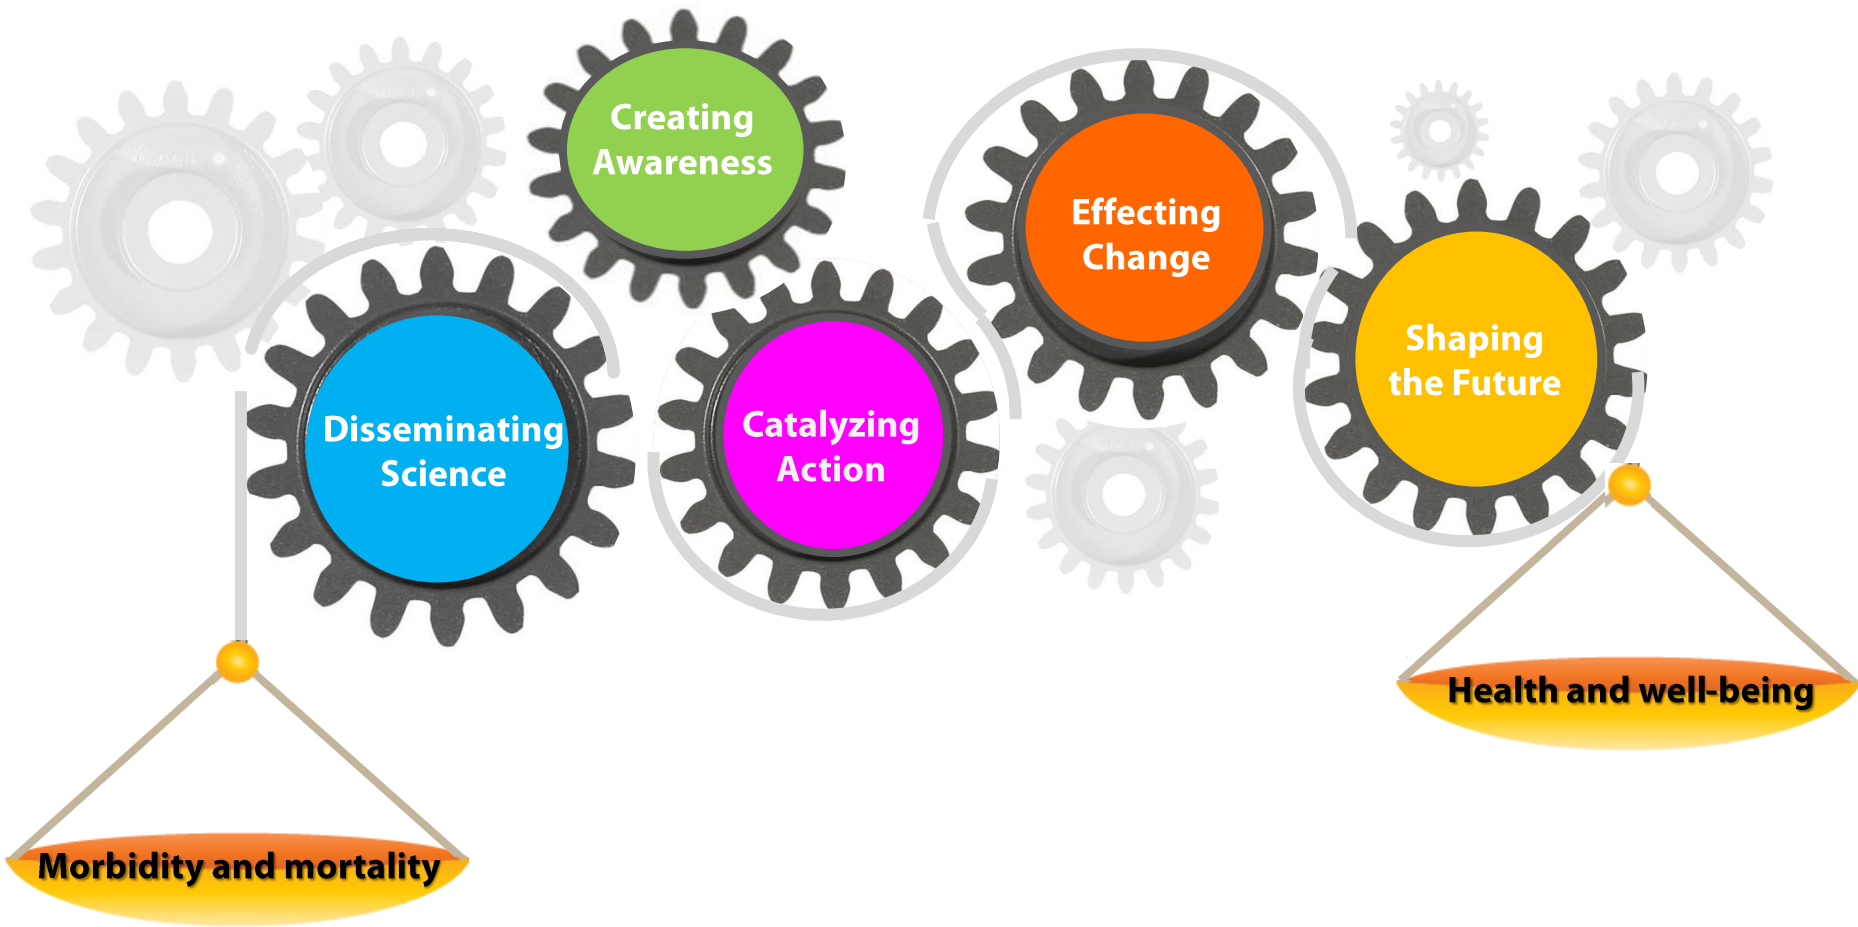 Creating
Awareness
Effecting
Change
Shaping
the Future
Disseminating
Science
Catalyzing
Action
Health and well-being
Morbidity and mortality